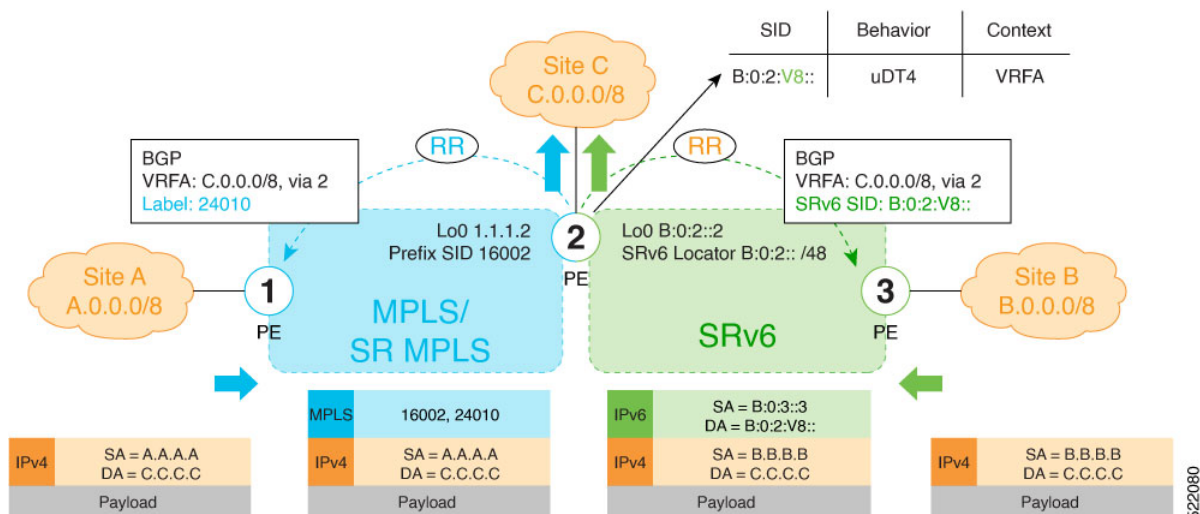 SID Behavior Context
B:0:2:V8:: uDT4 VRFA
Site C
C.0.0.0/8
RR
RR
BGP
VRFA: C.0.0.0/8, via 2
Label: 24010
BGP
VRFA: C.0.0.0/8, via 2
SRv6 SID: B:0:2:V8::
Lo0 1.1.1.2
Prefix SID 16002
2
PE
Lo0 B:0:2::2
SRv6 Locator B:0:2:: /48
Site A
A.0.0.0/8
1
PE
MPLS/
SR MPLS
SRv6
3
PE
Site B
B.0.0.0/8
IPv4
SA = A.A.A.A
DA = C.C.C.C
Payload
MPLS
16002, 24010
IPv4
SA = A.A.A.A
DA = C.C.C.C
Payload
IPv6
SA = B:0:3::3
DA = B:0:2:V8::
IPv4
SA = B.B.B.B
DA = C.C.C.C
Payload
IPv4
SA = B.B.B.B
DA = C.C.C.C
Payload
522080